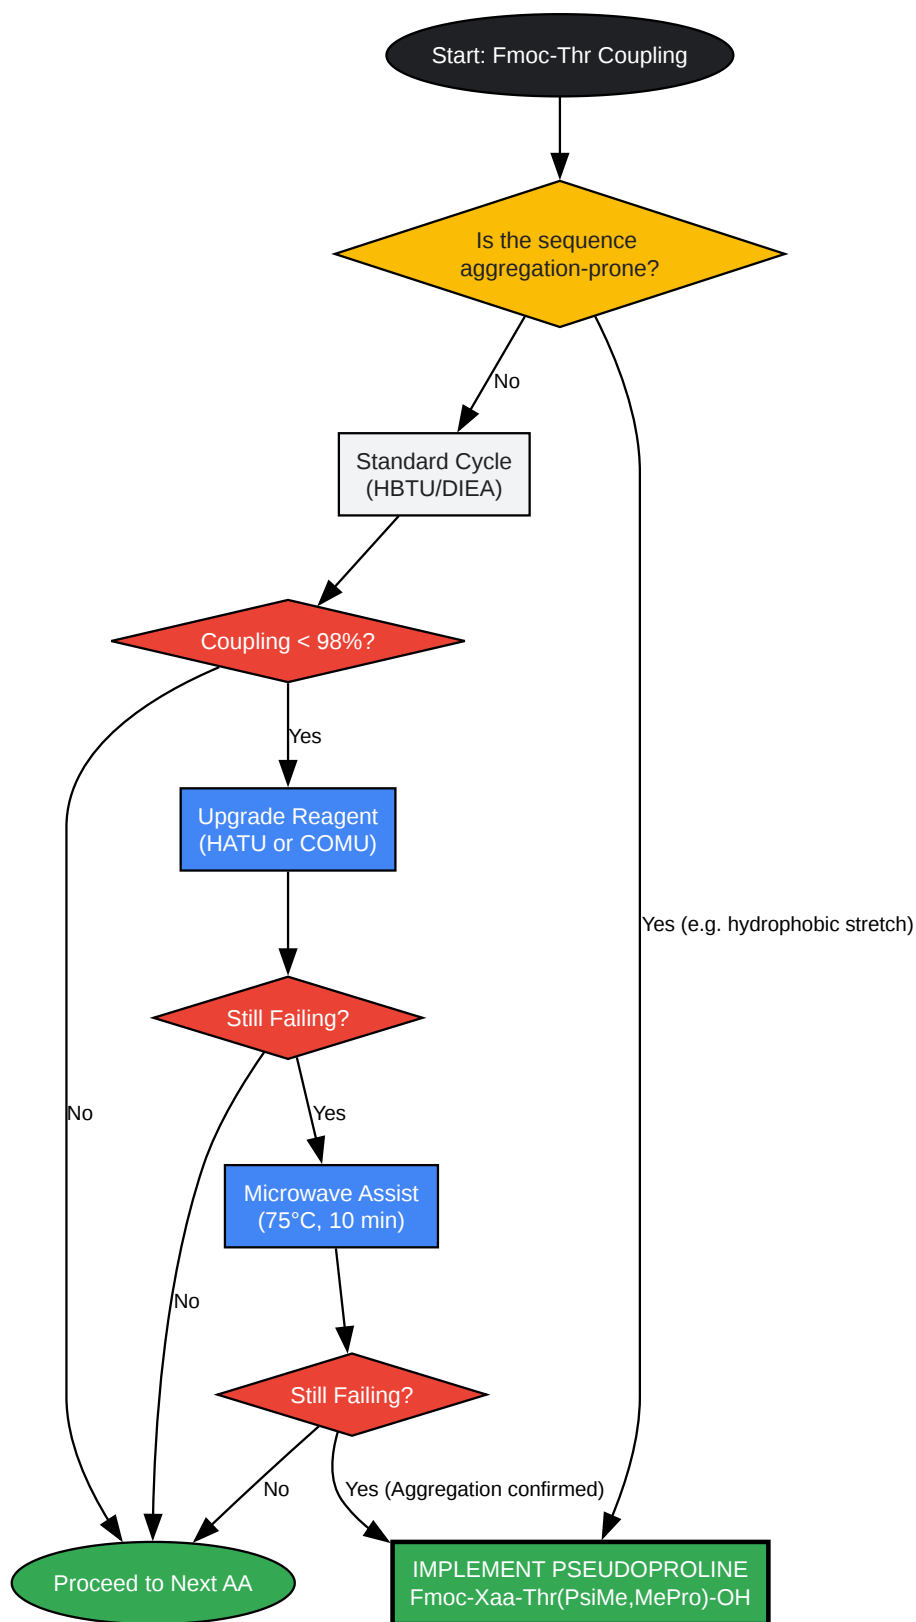 Start: Fmoc-Thr Coupling
Is the sequence
aggregation-prone?
No
Standard Cycle
(HBTU/DIEA)
Coupling < 98%?
Yes
Upgrade Reagent
(HATU or COMU)
Yes (e.g. hydrophobic stretch)
Still Failing?
No
Yes
Microwave Assist
(75°C, 10 min)
No
Still Failing?
No
Yes (Aggregation confirmed)
Proceed to Next AA
IMPLEMENT PSEUDOPROLINE
Fmoc-Xaa-Thr(PsiMe,MePro)-OH